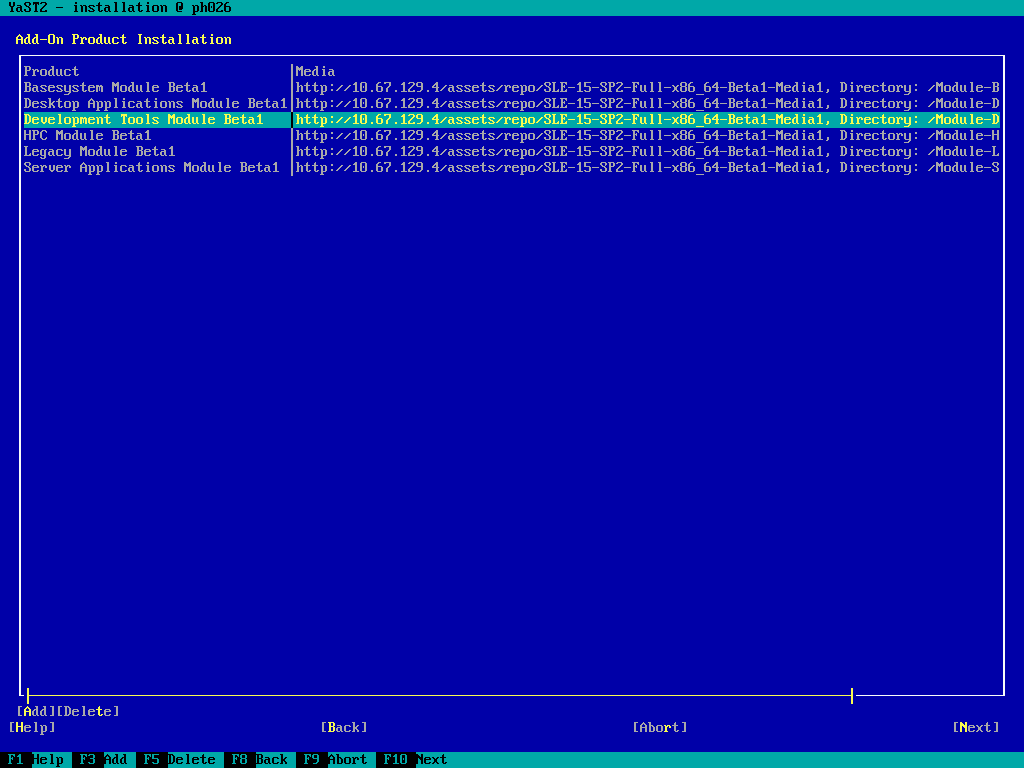 YaST2 - installation @ ph026
Add-On Product Installation
Product |Media
Basesystem Module Beta1 |http://10.67.129.4/assets/repo/SLE-15-SP2-Full-x86_64-Beta1-Media1, Directory: /Module-B
Desktop Applications Module Beta1|http://10.67.129.4/assets/repo/SLE-15-SP2-Full-x86_64-Beta1-Media1, Directory: /Module-D
Development Tools Module Beta1 |http://10.67.129.4/assets/repo/SLE-15-SP2-Full-x86_64-Beta1-Media1, Directory: /Module-D
HPC Module Beta1 |http://10.67.129.4/assets/repo/SLE-15-SP2-Full-x86_64-Beta1-Media1, Directory: /Module-H
Legacy Module Beta1 |http://10.67.129.4/assets/repo/SLE-15-SP2-Full-x86_64-Beta1-Media1, Directory: /Module-L
Server Applications Module Beta1 |http://10.67.129.4/assets/repo/SLE-15-SP2-Full-x86_64-Beta1-Media1, Directory: /Module-S
[Add][Delete]
[Help] [Back] [Abort] [Next]
F1 Help F3 Add F5 Delete F8 Back F9 Abort F10 Next